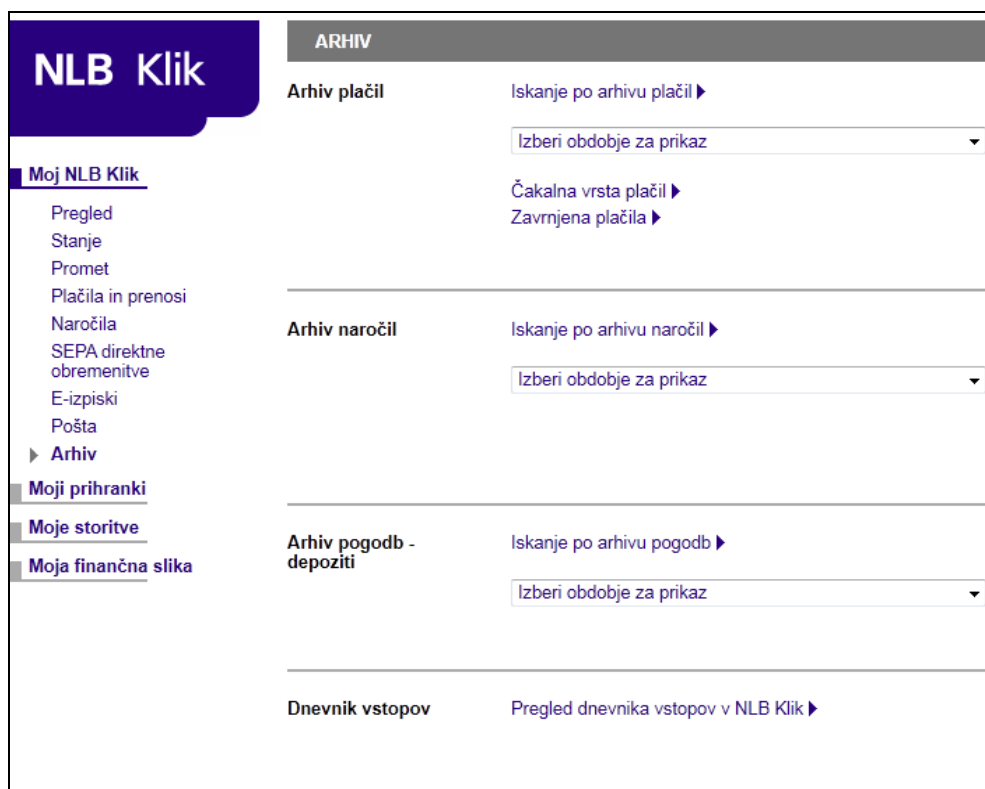 NLB Klik
Moj NLB Klik
Pregled
Stanje
Promet
Plačila in prenosi
Naročila
SEPA direktne
obremenitve
E-izpiski
Pošta
Arhiv
Moji prihranki
Moje storitve
Moja finančna slika
ARHIV
Arhiv plačil
Iskanje po arhivu plačil
Izberi obdobje za prikaz
Čakalna vrsta plačil
Zavrnjena plačila
Arhiv naročil
Iskanje po arhivu naročil
Izberi obdobje za prikaz
Arhiv pogodb -
depoziti
Iskanje po arhivu pogodb
Izberi obdobje za prikaz
Dnevnik vstopov
Pregled dnevnika vstopov v NLB Klik